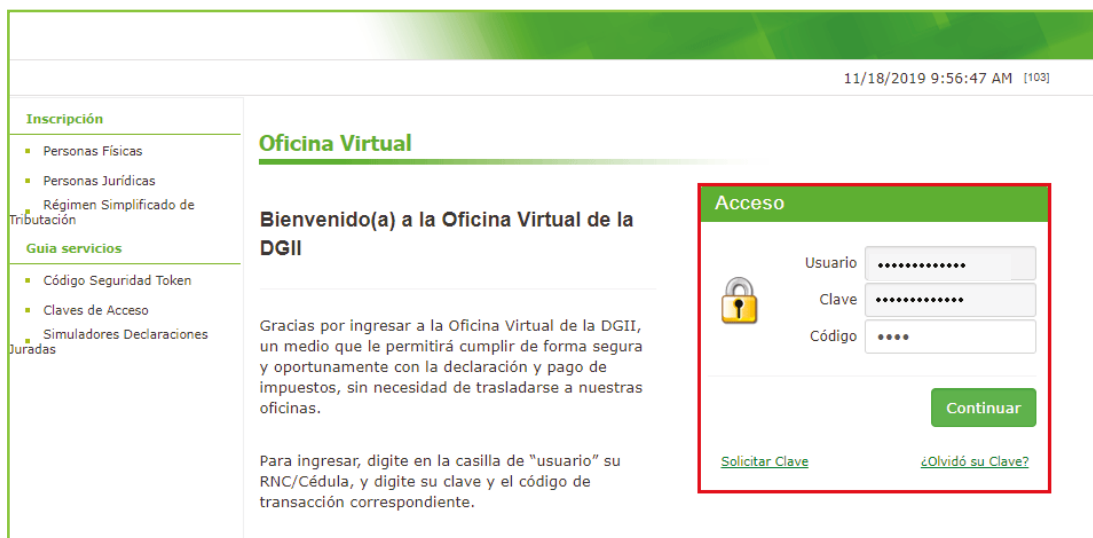 11/18/2019 9:56:47 AM [103]
Inscripción
Personas Físicas
Personas Jurídicas
Régimen Simplificado de
Tributación
Guia servicios
Código Seguridad Token
Claves de Acceso
Simuladores Declaraciones
Juradas
Oficina Virtual
Bienvenido(a) a la Oficina Virtual de la
DGII
Gracias por ingresar a la Oficina Virtual de la DGII,
un medio que le permitirá cumplir de forma segura
y oportunamente con la declaración y pago de
impuestos, sin necesidad de trasladarse a nuestras
oficinas.
Para ingresar, digite en la casilla de “usuario” su
RNC/Cédula, y digite su clave y el código de
transacción correspondiente.
Acceso
Usuario •••••••••••••
Clave •••••••••••••
Código ••••
Continuar
Solicitar Clave ¿Olvidó su Clave?